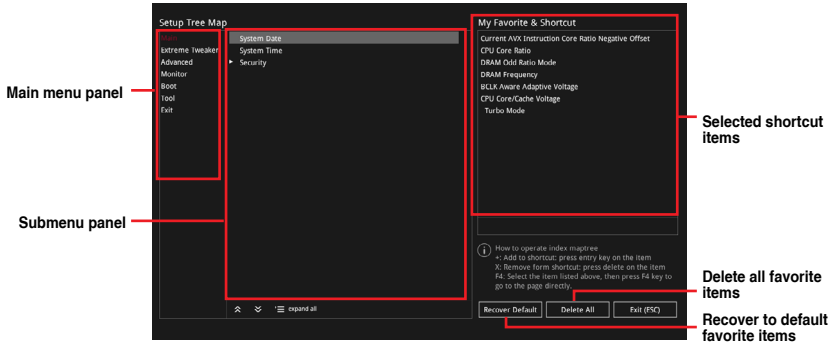 Setup Tree Map
Main
Extreme Tweaker
Advanced
Monitor
Boot
Tool
Exit
System Date
System Time
Security
expand all
My Favorite & Shortcut
Current AVX Instruction Core Ratio Negative Offset
CPU Core Ratio
DRAM Odd Ratio Mode
DRAM Frequency
BCLK Aware Adaptive Voltage
CPU Core/Cache Voltage
Turbo Mode
How to operate index maptree
+: Add to shortcut: press entry key on the item
X: Remove form shortcut: press delete on the item
F4: Select the item listed above, then press F4 key to
go to the page directly.
Recover Default
Delete All
Exit (ESC)
Main menu panel
Submenu panel
Selected shortcut
items
Delete all favorite
items
Recover to default
favorite items